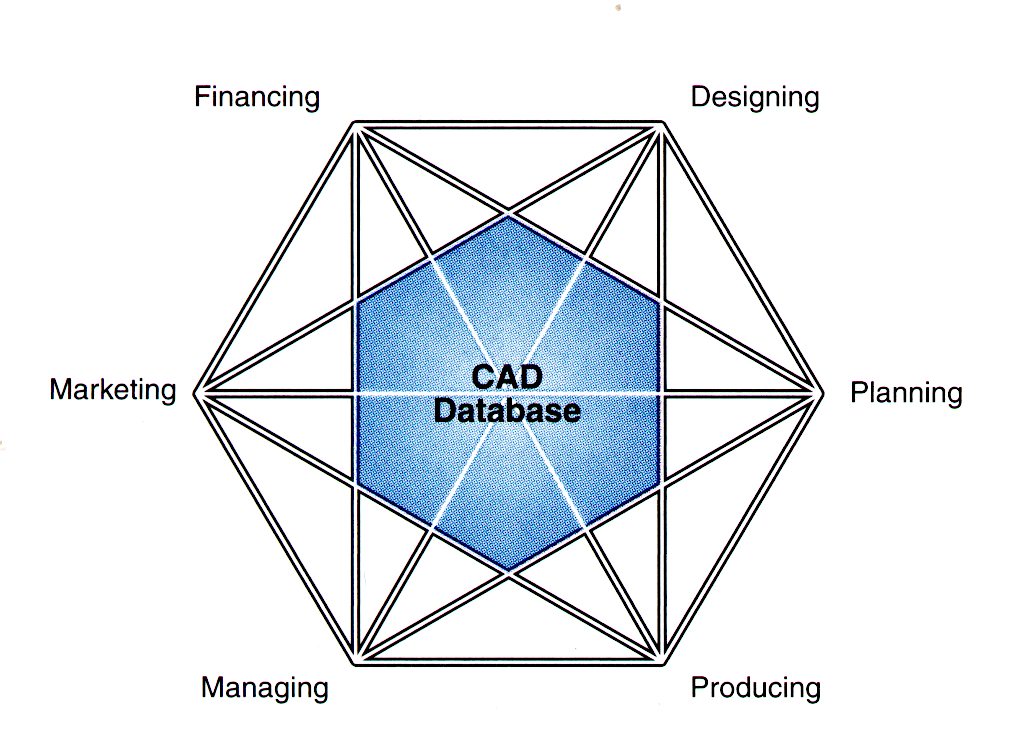 Financing
Designing
Marketing
CAD
Database
Planning
Managing
Producing